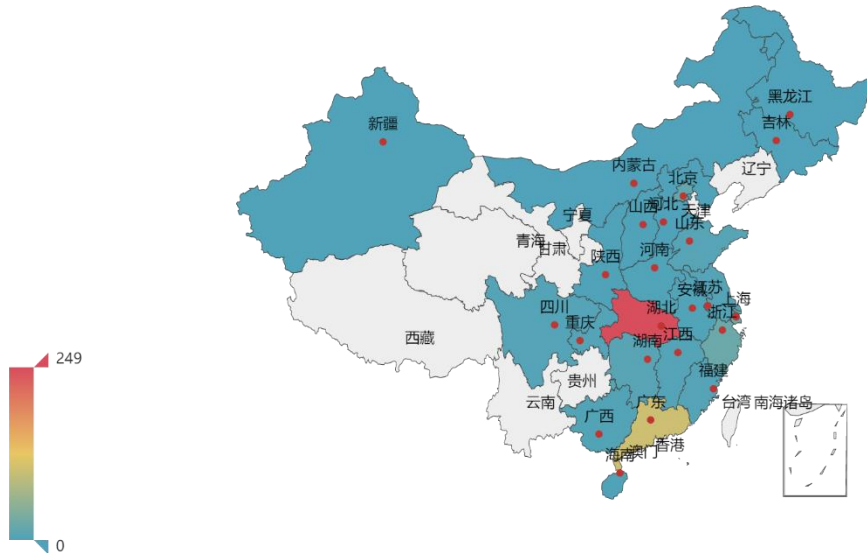 黑龙江
新疆
吉林
内蒙古
北京
辽宁
宁夏
山西
河北
天津
山东
青海
甘肃
陕西
河南
四川
重庆
湖北
安徽
江苏
上海
浙江
西藏
湖南
江西
249
贵州
福建
云南
广西
广东
台湾 南海诸岛
海南
澳门
香港
0